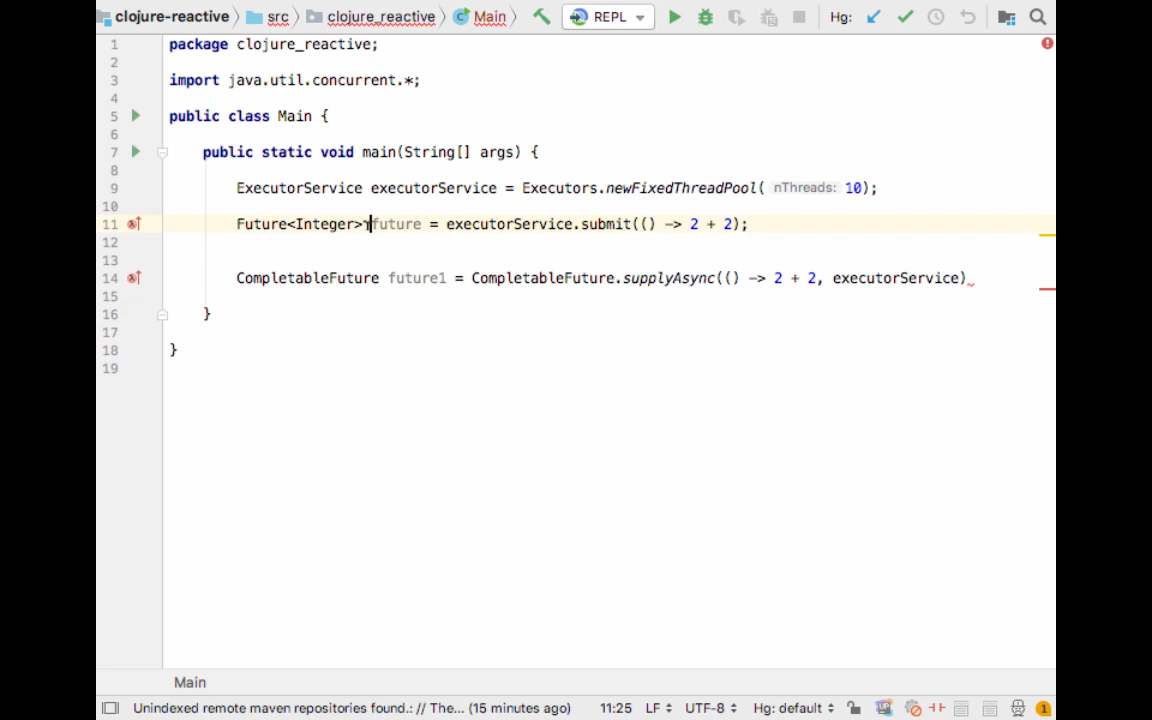 clojure-reactive src clojure_reactive Main REPL Hg:
1 package clojure_reactive;
2
3 import java.util.concurrent.*;
4
5 public class Main {
6
7 public static void main(String[] args) {
8
9 ExecutorService executorService = Executors.newFixedThreadPool( nThreads: 10);
10
11 Future<Integer> future = executorService.submit(() -> 2 + 2);
12
13
14 CompletableFuture future1 = CompletableFuture.supplyAsync(() -> 2 + 2, executorService)
15
16 }
17
18 }
19
Main
Unindexed remote maven repositories found.: // The... (15 minutes ago) 11:25 LF UTF-8 Hg: default 1